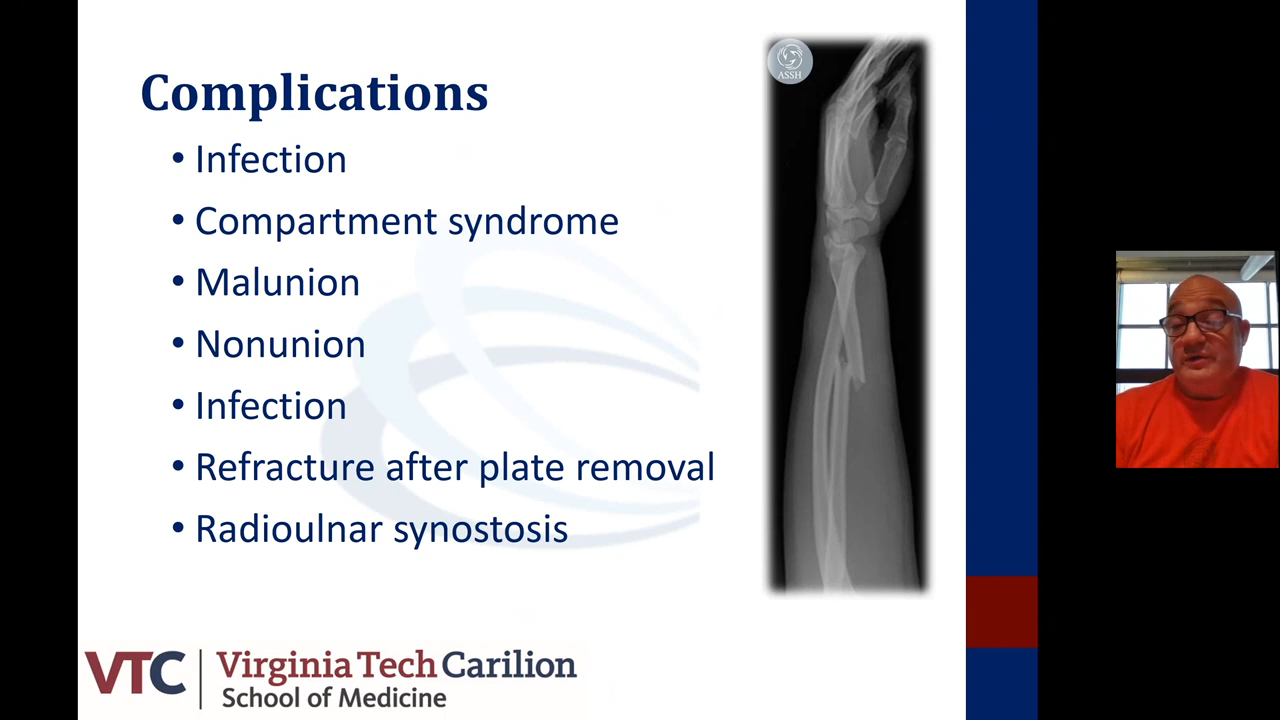 ASSH
Complications
• Infection
• Compartment syndrome
• Malunion
• Nonunion
• Infection
• Refracture after plate removal
• Radioulnar synostosis
VTC
Virginia Tech Carilion
School of Medicine